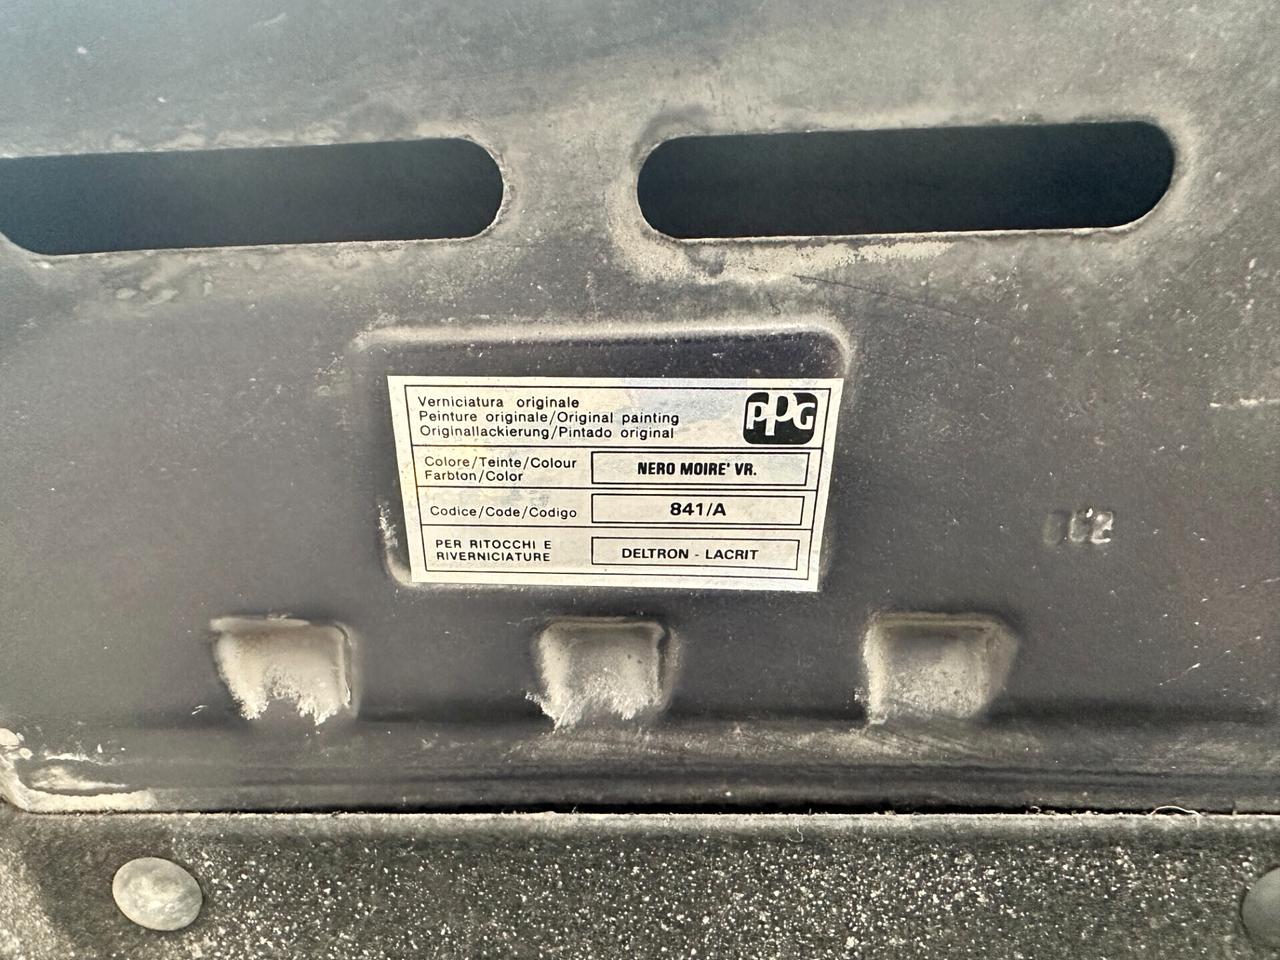 Verniciatura originale
Peinture originale/Original painting
Originallackierung/Pintado original
PPG
Colore/Teinte/Colour
Farbton/Color
NERO MOIRE' VR.
Codice/Code/Codigo
841/A
PER RITOCCHI E
RIVERNICIATURE
DELTRON - LACRIT